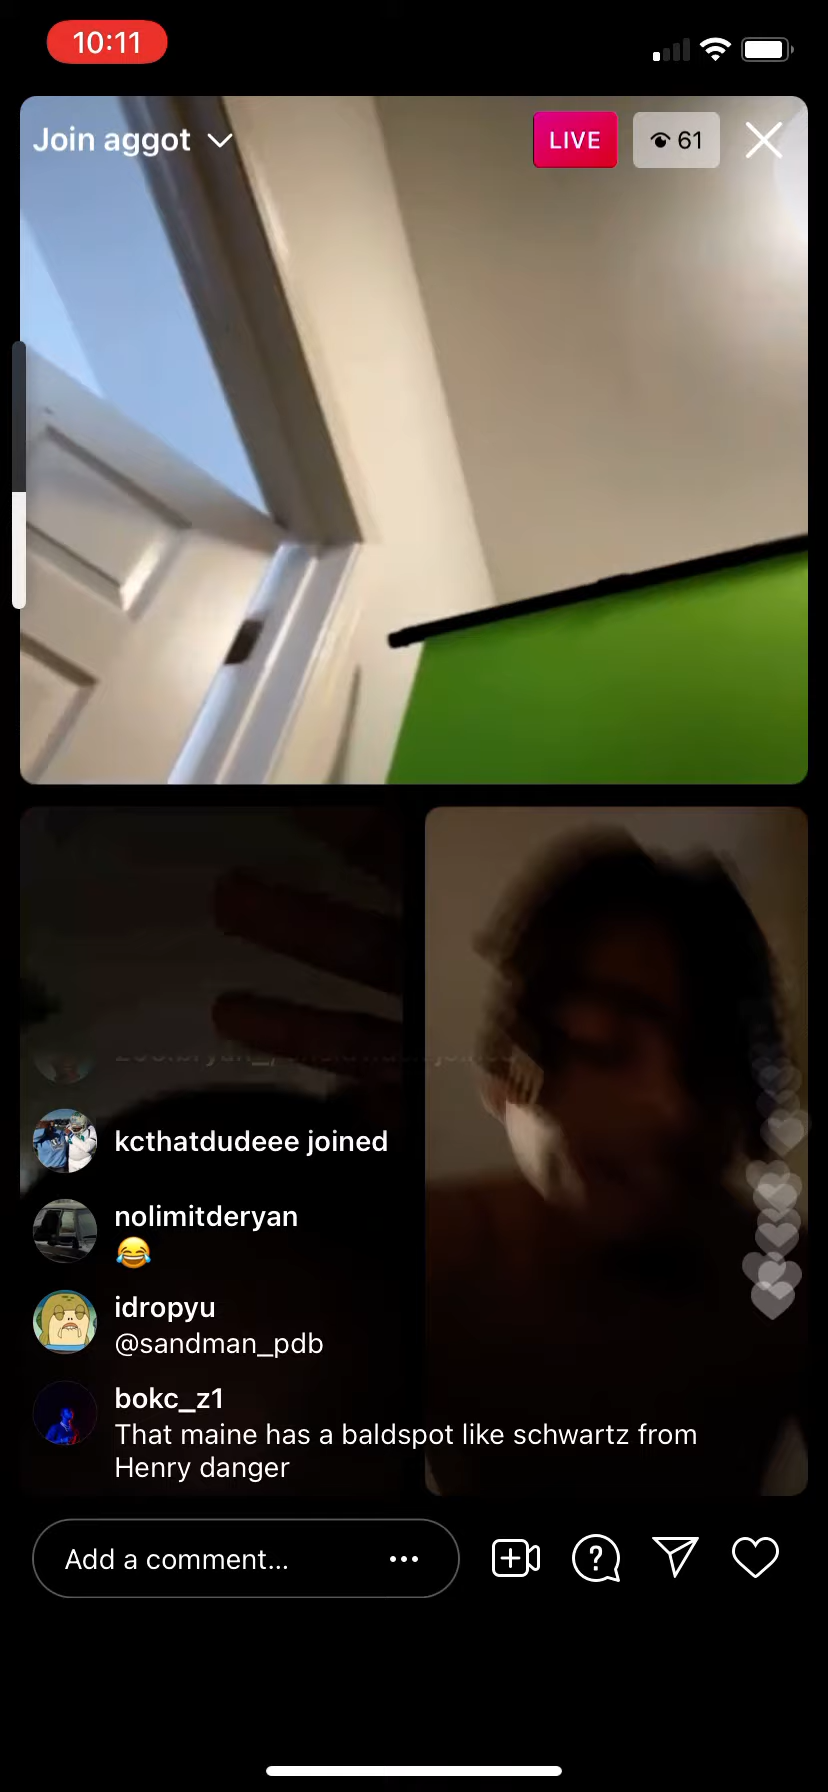 10:11
Join aggot
LIVE
61
kcthatdudeee joined
nolimitderyan
😂
idropyu
@sandman_pdb
bokc_z1
That maine has a baldspot like schwartz from
Henry danger
Add a comment...